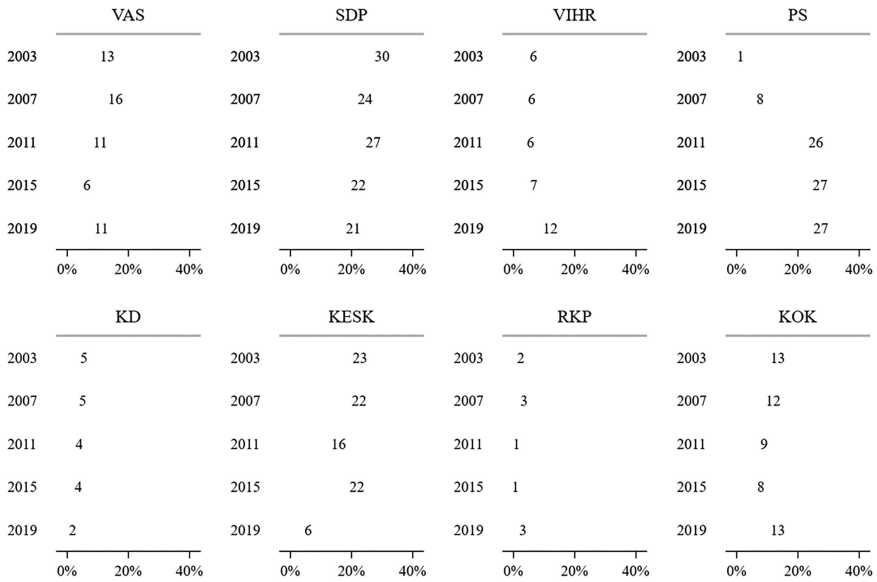 VAS SDP VIHR PS
2003 13 2003 30 2003 6 2003 1
2007 16 2007 24 2007 6 2007 8
2011 11 2011 27 2011 6 2011 26
2015 6 2015 22 2015 7 2015 27
2019 11 2019 21 2019 12 2019 27
0% 20% 40% 0% 20% 40% 0% 20% 40% 0% 20% 40%
KD KESK RKP KOK
2003 5 2003 23 2003 2 2003 13
2007 5 2007 22 2007 3 2007 12
2011 4 2011 16 2011 1 2011 9
2015 4 2015 22 2015 1 2015 8
2019 2 2019 6 2019 3 2019 13
0% 20% 40% 0% 20% 40% 0% 20% 40% 0% 20% 40%